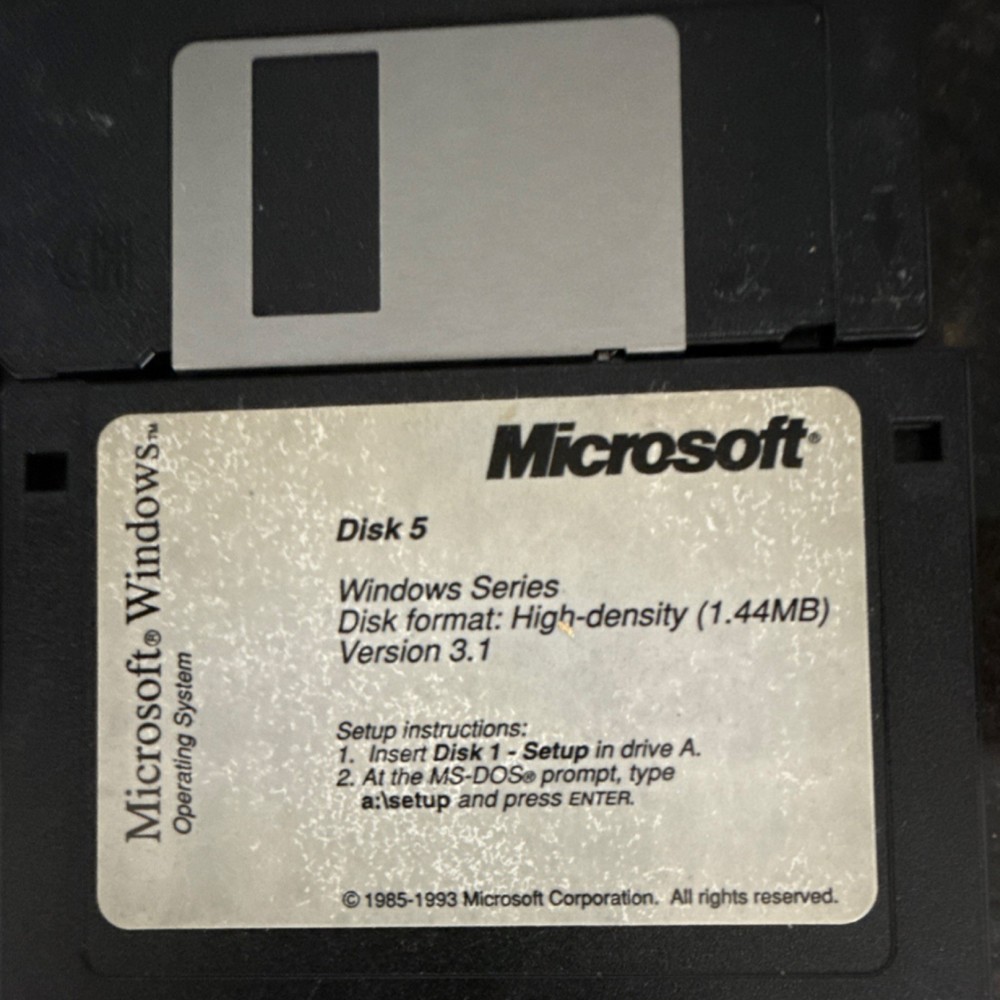 Microsoft®
Disk 5
Windows Series
Disk format: High-density (1.44MB)
Version 3.1
Setup instructions:
1. Insert Disk 1 - Setup in drive A.
2. At the MS-DOS® prompt, type
a:\setup and press ENTER.
© 1985-1993 Microsoft Corporation. All rights reserved.
Microsoft® Windows™
Operating System